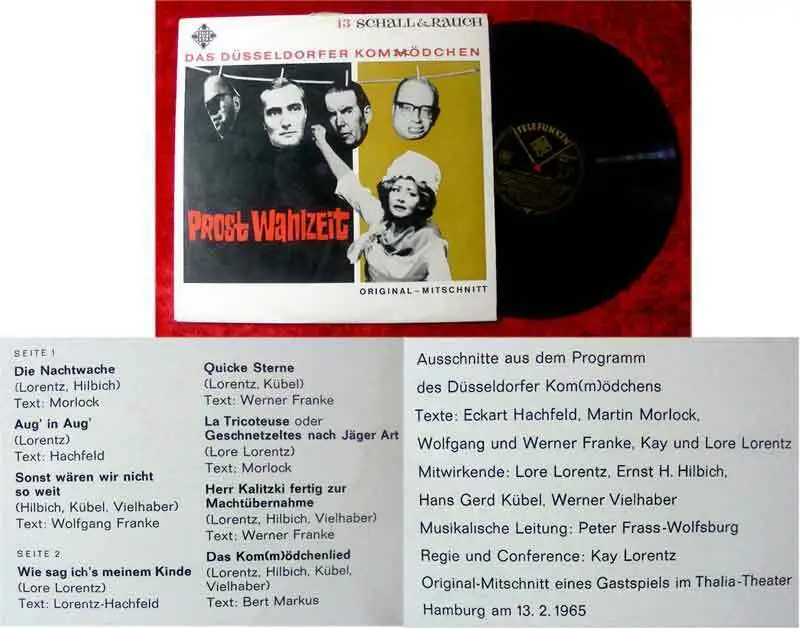 13 SCHALL & RAUCH
DAS DÜSSELDORFER KOMMÖDCHEN
Prost Wahlzeit
ORIGINAL – MITSCHNITT
TELEFUNKEN
SEITE 1
Die Nachtwache
(Lorentz, Hilbich)
Text: Morlock
Aug' in Aug'
(Lorentz)
Text: Hachfeld
Sonst wären wir nicht
so weit
(Hilbich, Kübel, Vielhaber)
Text: Wolfgang Franke
SEITE 2
Wie sag ich's meinem Kinde
(Lore Lorentz)
Text: Lorentz-Hachfeld
Quicke Sterne
(Lorentz, Kübel)
Text: Werner Franke
La Tricoteuse oder
Geschnetzeltes nach Jäger Art
(Lore Lorentz)
Text: Morlock
Herr Kalitzki fertig zur
Machtübernahme
(Lorentz, Hilbich, Vielhaber)
Text: Werner Franke
Das Kom(m)ödchenlied
(Lorentz, Hilbich, Kübel,
Vielhaber)
Text: Bert Markus
Ausschnitte aus dem Programm
des Düsseldorfer Kom(m)ödchens
Texte: Eckart Hachfeld, Martin Morlock,
Wolfgang und Werner Franke, Kay und Lore Lorentz
Mitwirkende: Lore Lorentz, Ernst H. Hilbich,
Hans Gerd Kübel, Werner Vielhaber
Musikalische Leitung: Peter Frass-Wolfsburg
Regie und Conference: Kay Lorentz
Original-Mitschnitt eines Gastspiels im Thalia-Theater
Hamburg am 13. 2. 1965